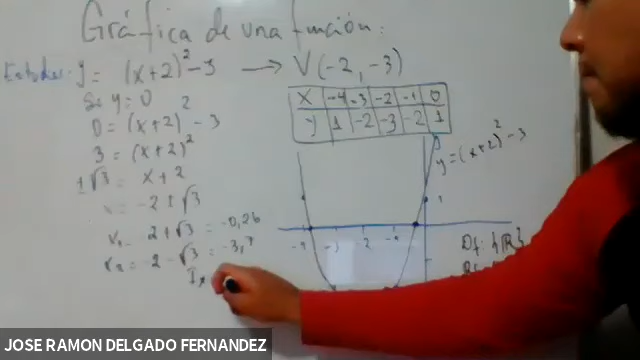 Gráfica de una función:
y = (x+2)² - 3 → V(-2, -3)
Si y = 0
0 = (x+2)² - 3
3 = (x+2)²
±√3 = x + 2
x = -2 ± √3
x₁ = 2 + √3 = -0,26
x₂ = 2 - √3 = -3,7
Ix
X -4 -3 -2 -1 0
y 1 -2 -3 -2 1
y = (x+2)² - 3
Df: {R}
JOSE RAMON DELGADO FERNANDEZ